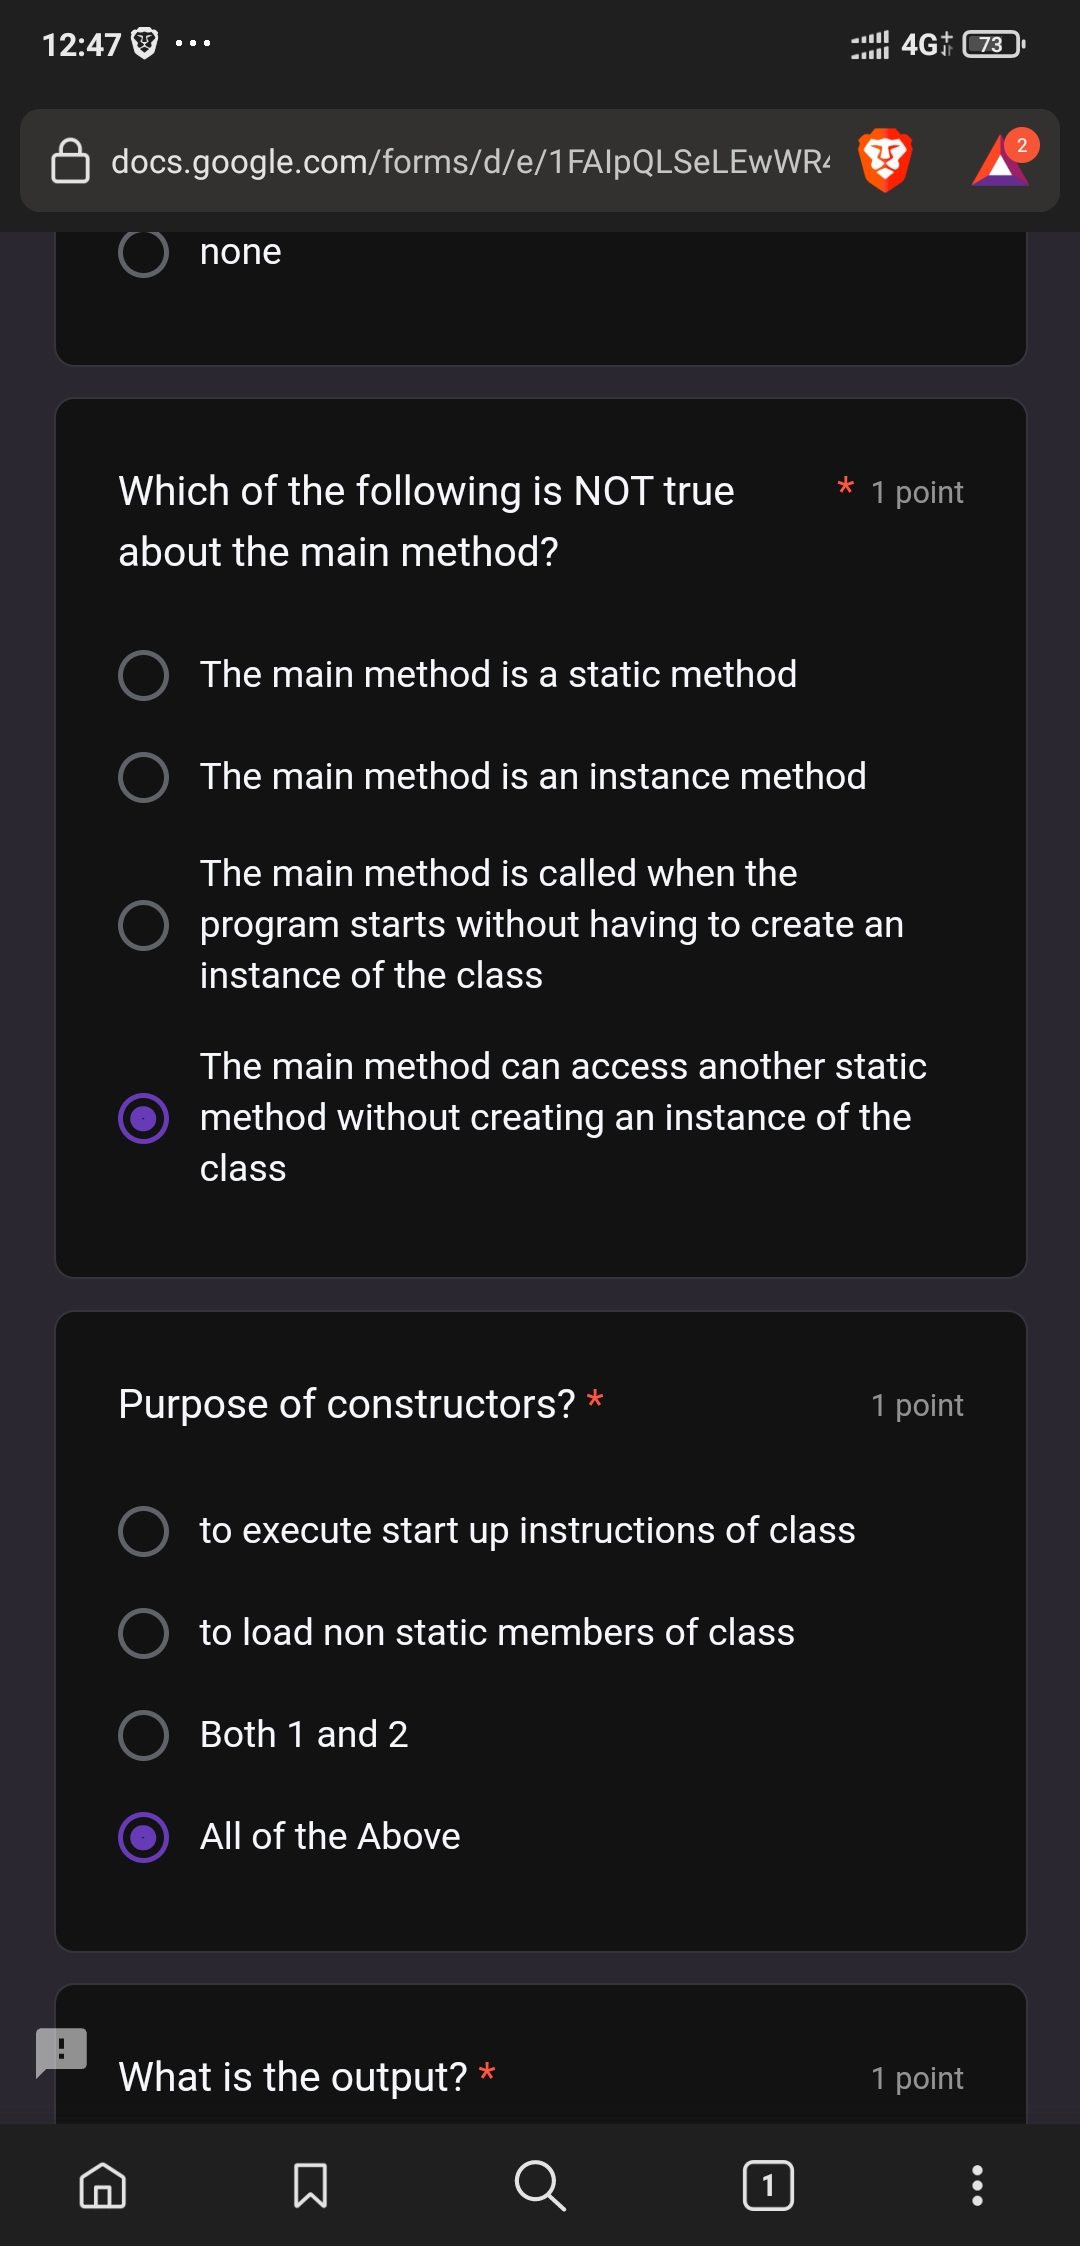 12:47
4G
73
docs.google.com/forms/d/e/1FAIpQLSeLEwWR
2
none
Which of the following is NOT true
about the main method?
* 1 point
The main method is a static method
The main method is an instance method
The main method is called when the
program starts without having to create an
instance of the class
The main method can access another static
method without creating an instance of the
class
Purpose of constructors? *
1 point
to execute start up instructions of class
to load non static members of class
Both 1 and 2
All of the Above
!
What is the output? *
1 point
1